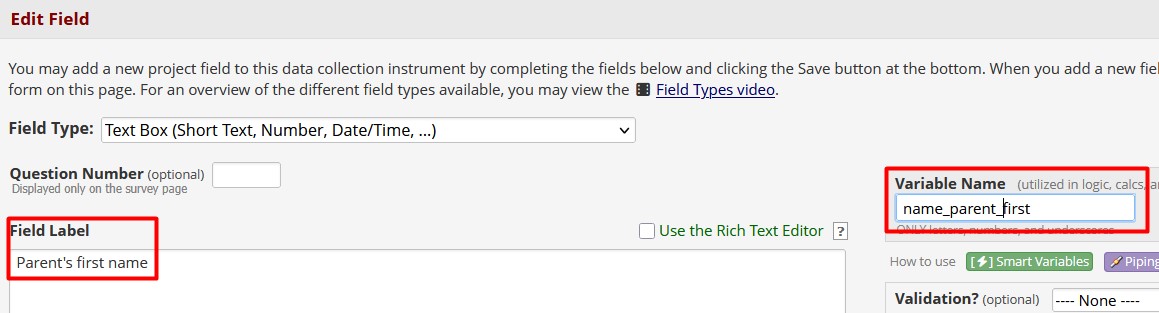 Edit Field
You may add a new project field to this data collection instrument by completing the fields below and clicking the Save button at the bottom. When you add a new
form on this page. For an overview of the different field types available, you may view the Field Types video.
Field Type: Text Box (Short Text, Number, Date/Time, ...)
Question Number (optional)
Displayed only on the survey page
Variable Name (utilized in logic, calcs,
name_parent_first
ONLY letters, numbers, and underscores
Field Label
Use the Rich Text Editor ?
Parent's first name
How to use [⚡] Smart Variables Piping
Validation? (optional) ---- None ----